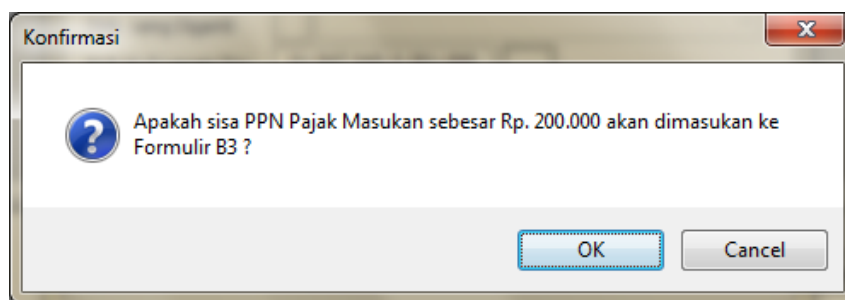 Konfirmasi
Apakah sisa PPN Pajak Masukan sebesar Rp. 200.000 akan dimasukan ke
Formulir B3 ?
OK
Cancel